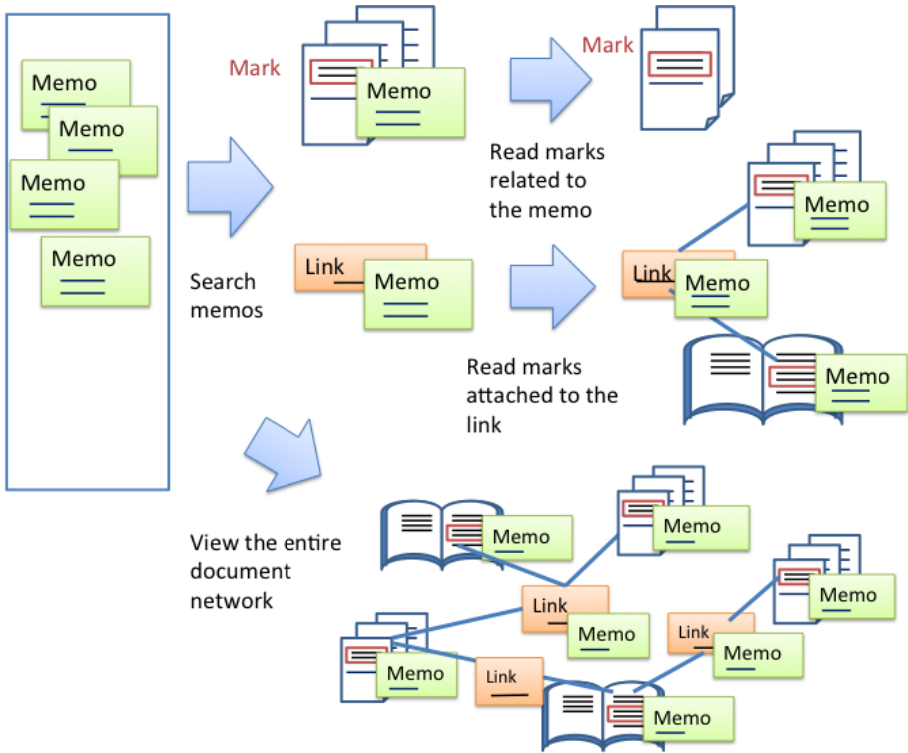 Memo
Memo
Memo
Memo
Mark
Memo
Mark
Search
memos
Link
Memo
Read marks
related to
the memo
Read marks
attached to the
link
Memo
Link
Memo
Memo
View the entire
document
network
Memo
Memo
Memo
Link
Memo
Link
Memo
Memo
Link
Memo